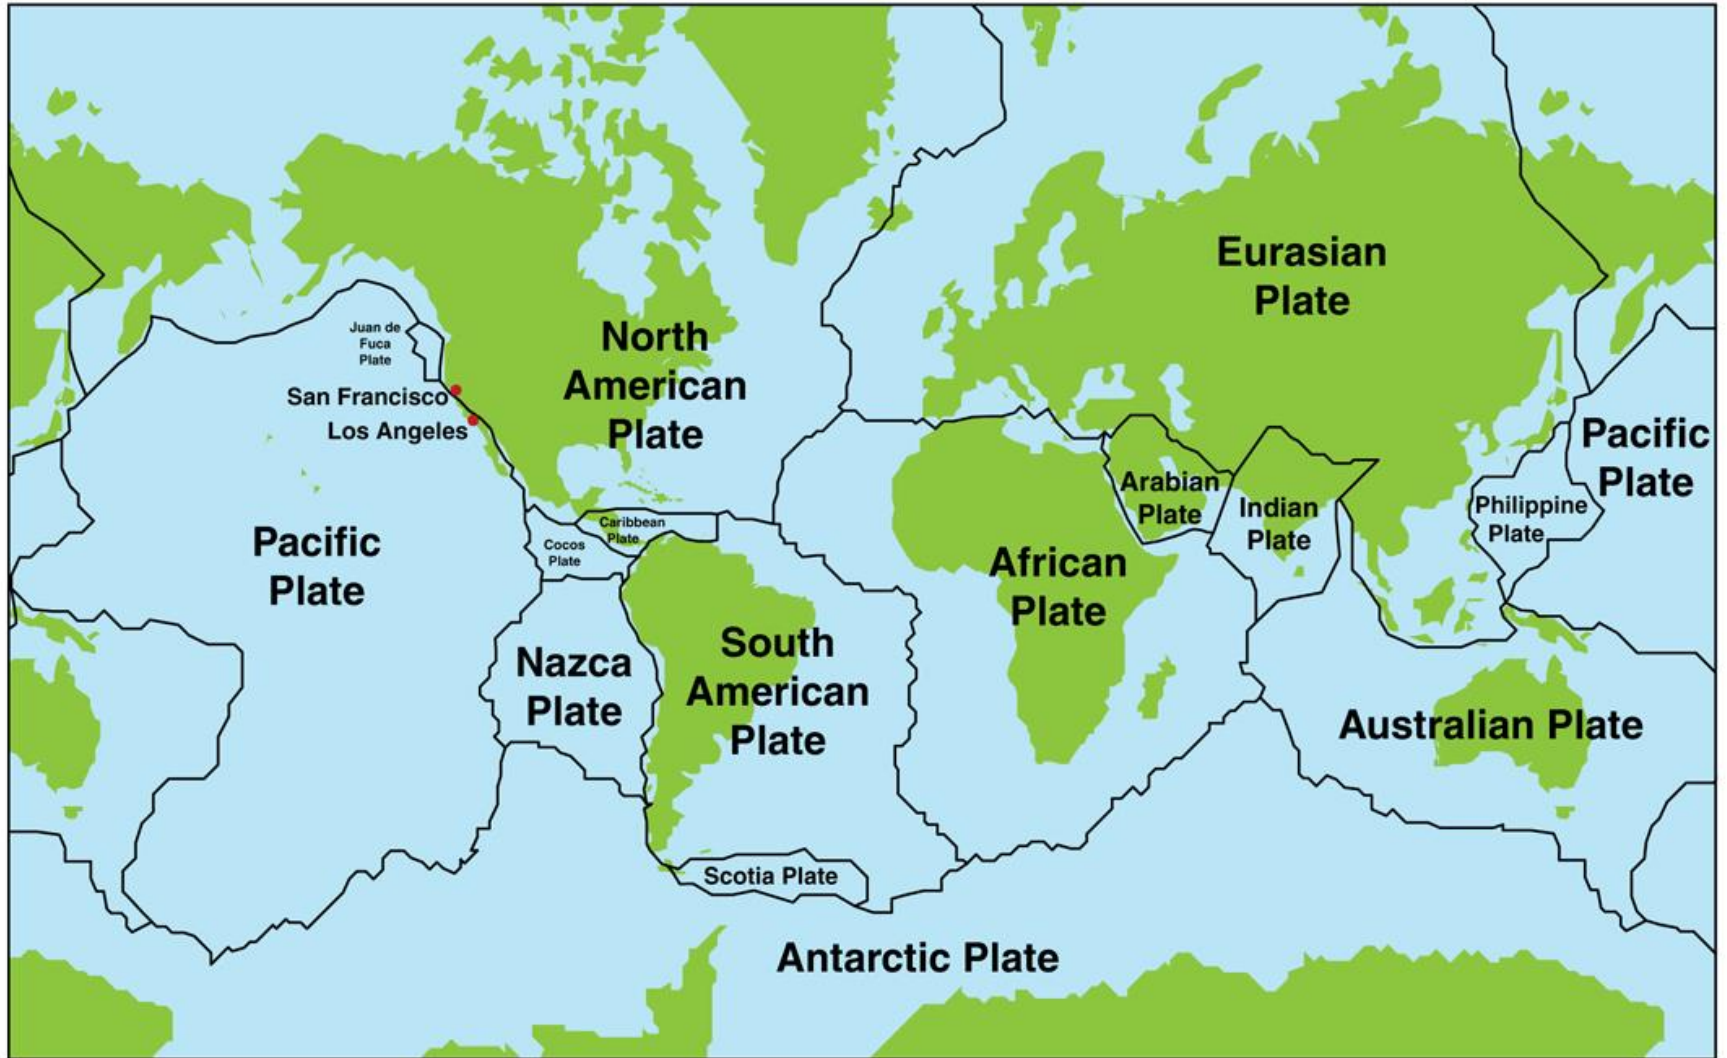 Eurasian
Plate
Juan de
Fuca
Plate
North
American
Plate
San Francisco
Los Angeles
Pacific
Plate
Arabian
Plate
Indian
Plate
Philippine
Plate
Caribbean
Plate
Cocos
Plate
Pacific
Plate
African
Plate
Nazca
Plate
South
American
Plate
Australian Plate
Scotia Plate
Antarctic Plate